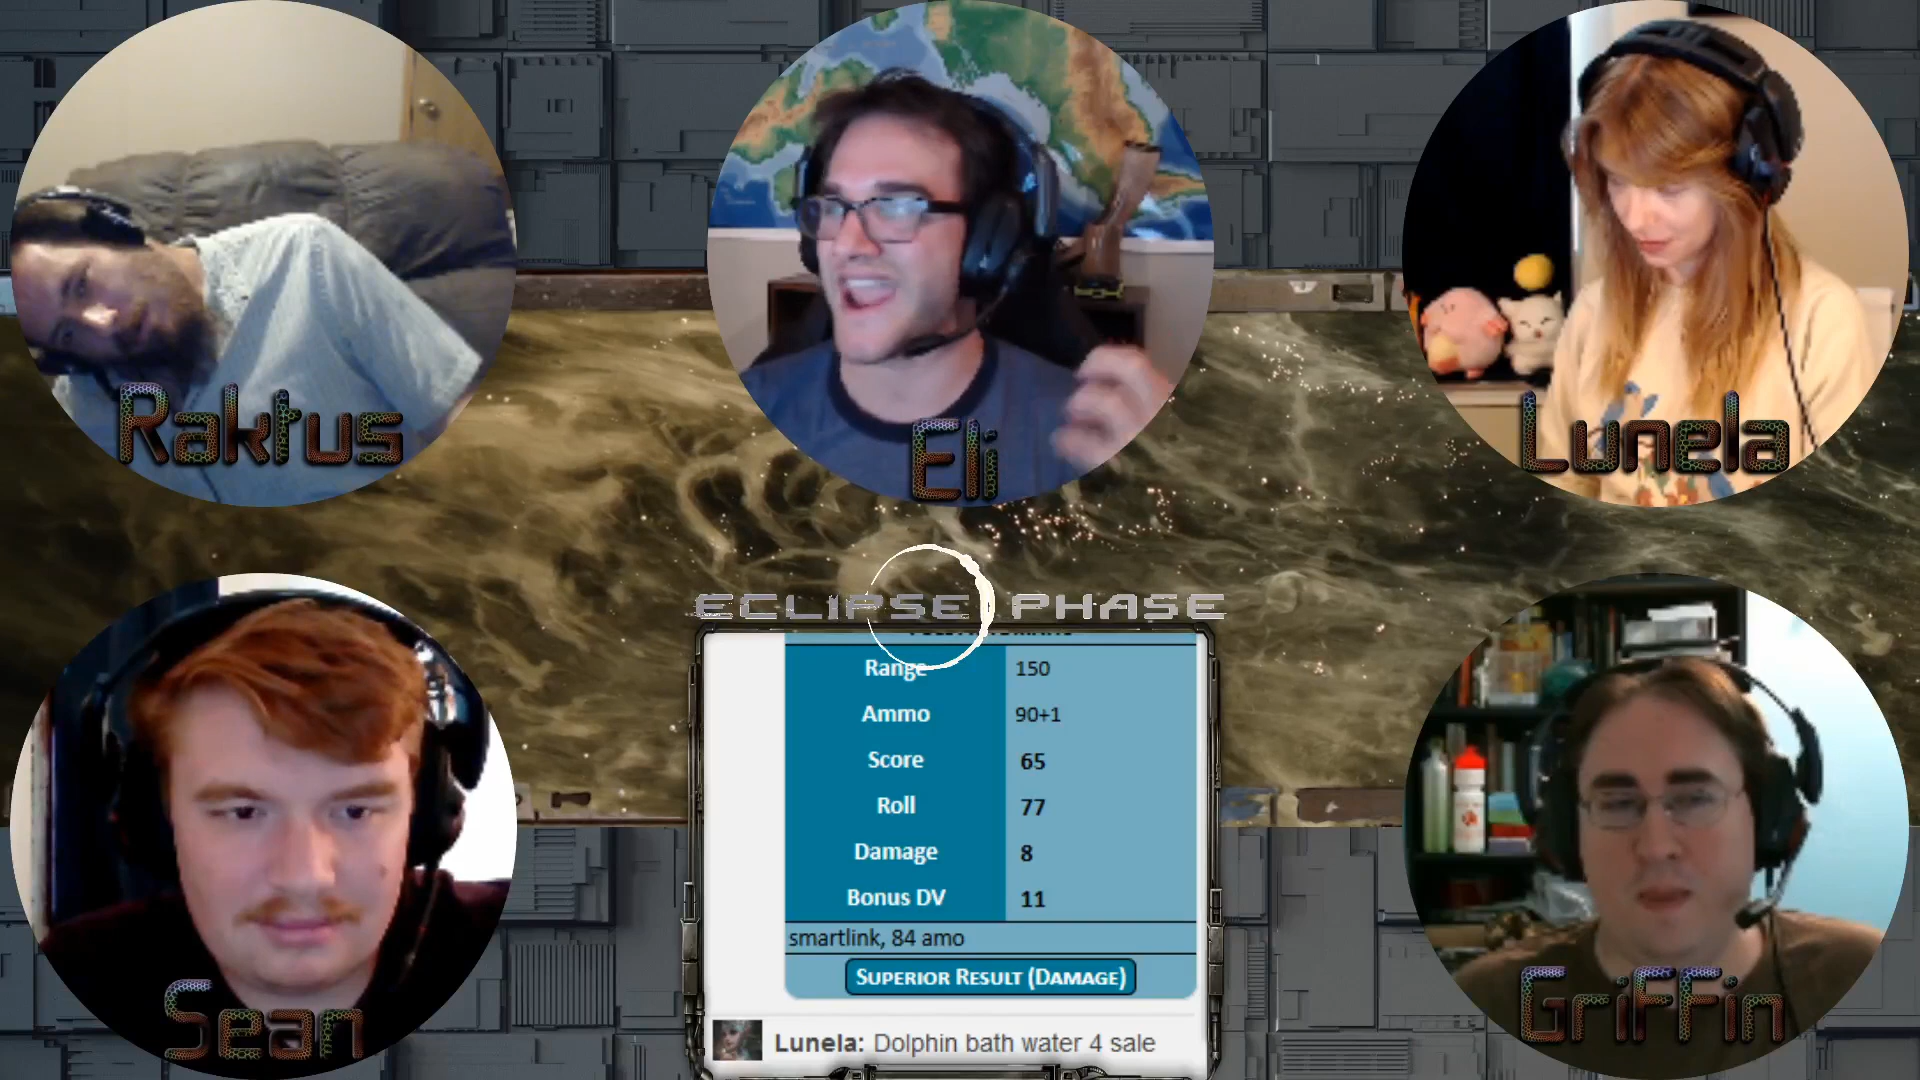 Raktus
Eli
Lunela
ECLIPSE PHASE
Range 150
Ammo 90+1
Score 65
Roll 77
Damage 8
Bonus DV 11
smartlink, 84 amo
SUPERIOR RESULT (DAMAGE)
Lunela: Dolphin bath water 4 sale
Sean
GriFFin